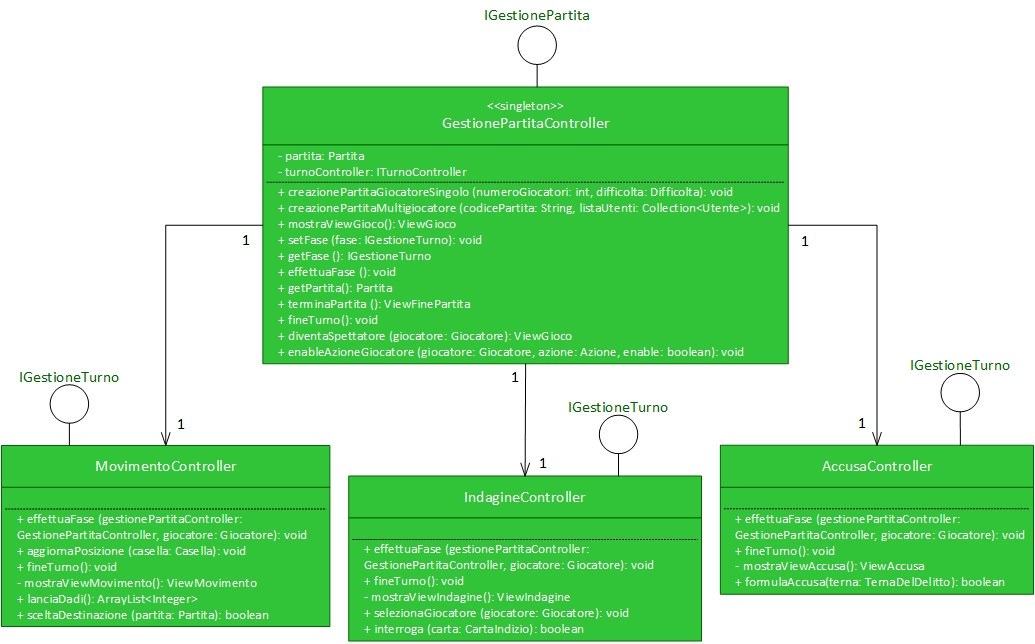 IGestionePartita
<<singleton>>
GestionePartitaController
- partita: Partita
- turnoController: ITurnoController
+ creazionePartitaGiocatoreSingolo (numeroGiocatori: int, difficolta: Difficolta): void
+ creazionePartitaMultigiocatore (codicePartita: String, listaUtenti: Collection<Utente>): void
+ mostraViewGioco(): ViewGioco
+ setFase (fase: IGestioneTurno): void
+ getFase (): IGestioneTurno
+ effettuaFase (): void
+ getPartita(): Partita
+ terminaPartita (): ViewFinePartita
+ fineTurno(): void
+ diventaSpettatore (giocatore: Giocatore): ViewGioco
+ enableAzioneGiocatore (giocatore: Giocatore, azione: Azione, enable: boolean): void
1
1
1
1
1
1
IGestioneTurno
MovimentoController
+ effettuaFase (gestionePartitaController:
GestionePartitaController, giocatore: Giocatore): void
+ aggiornaPosizione (casella: Casella): void
+ fineTurno(): void
- mostraViewMovimento(): ViewMovimento
+ lanciaDadi(): ArrayList<Integer>
+ sceltaDestinazione (partita: Partita): boolean
IGestioneTurno
IndagineController
+ effettuaFase (gestionePartitaController:
GestionePartitaController, giocatore: Giocatore): void
+ fineTurno(): void
- mostraViewIndagine(): ViewIndagine
+ selezionaGiocatore (giocatore: Giocatore): void
+ interroga (carta: CartaIndizio): boolean
IGestioneTurno
AccusaController
+ effettuaFase (gestionePartitaController:
GestionePartitaController, giocatore: Giocatore): void
+ fineTurno(): void
- mostraViewAccusa(): ViewAccusa
+ formulaAccusa(terna: TernaDelDelitto): boolean